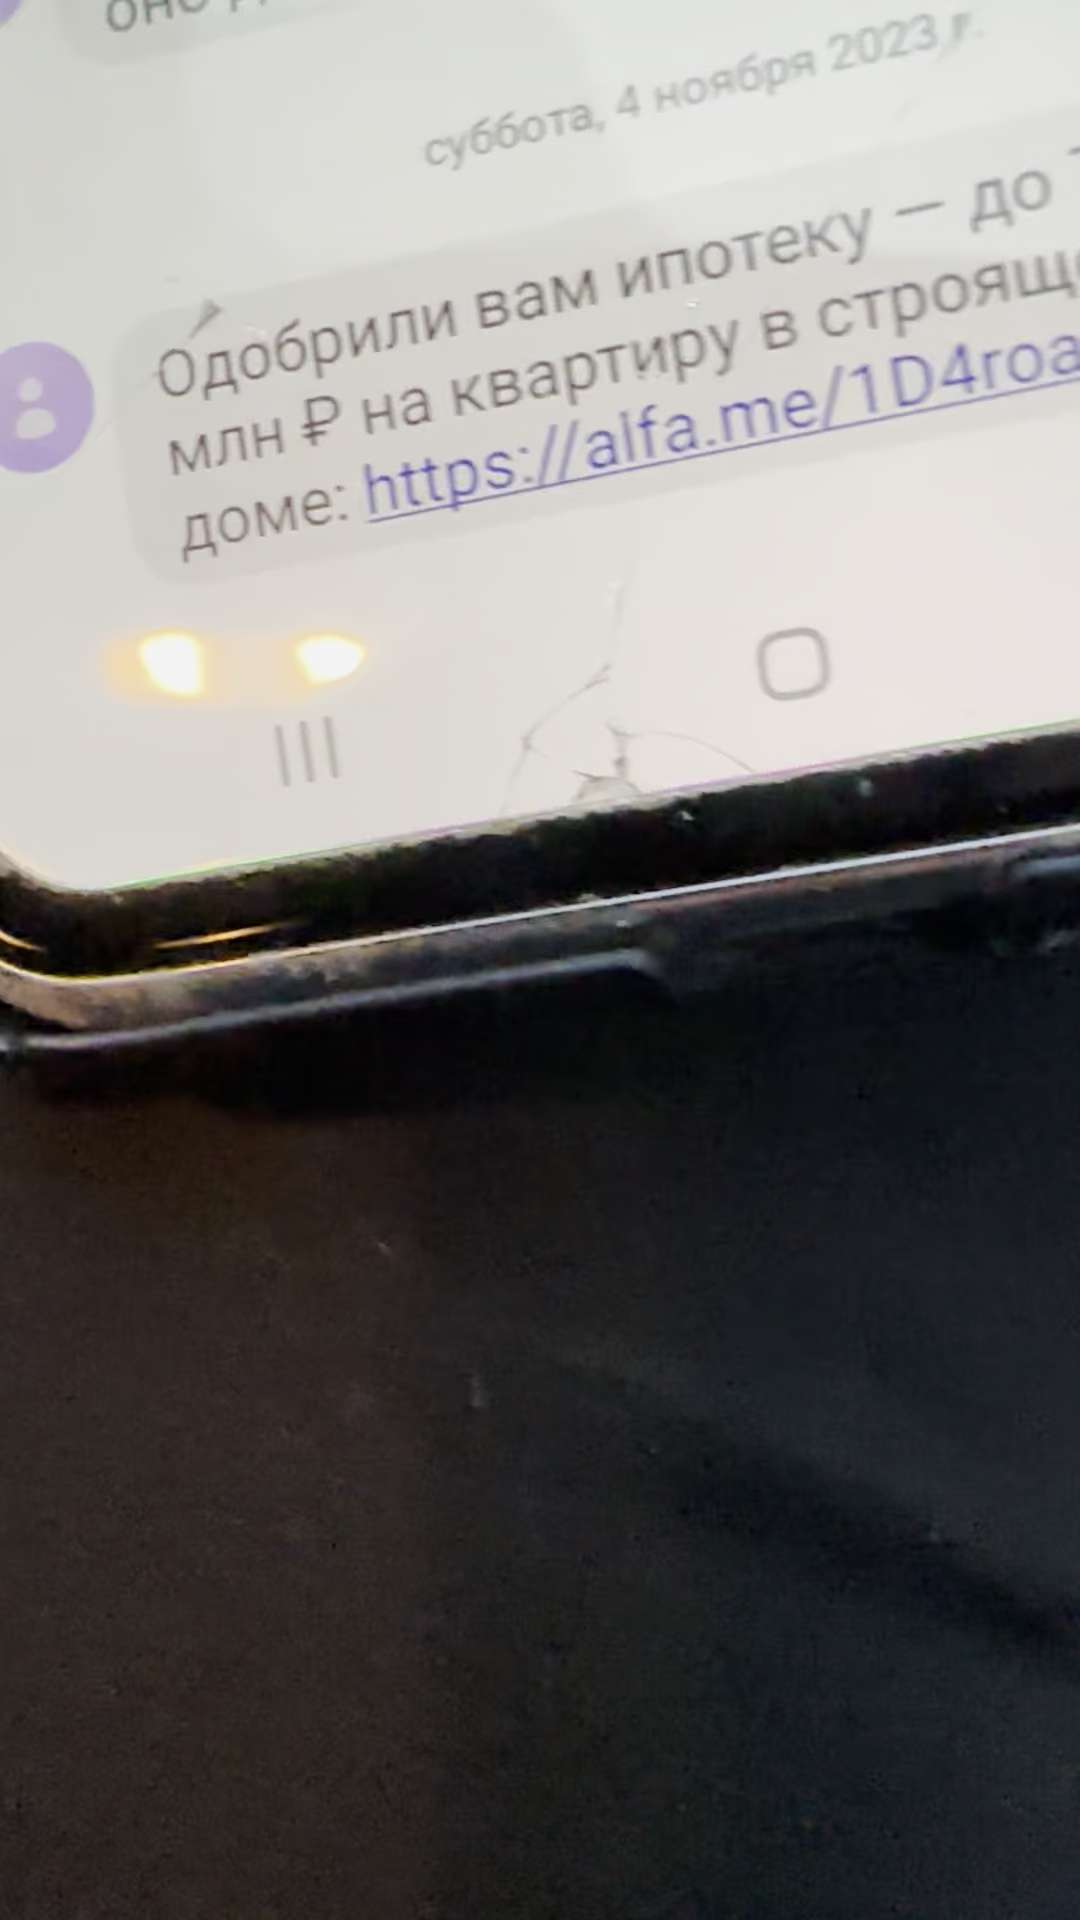 суббота, 4 ноября 2023 г.
Одобрили вам ипотеку — до
млн ₽ на квартиру в
доме: https://alfa.me/1D4roa